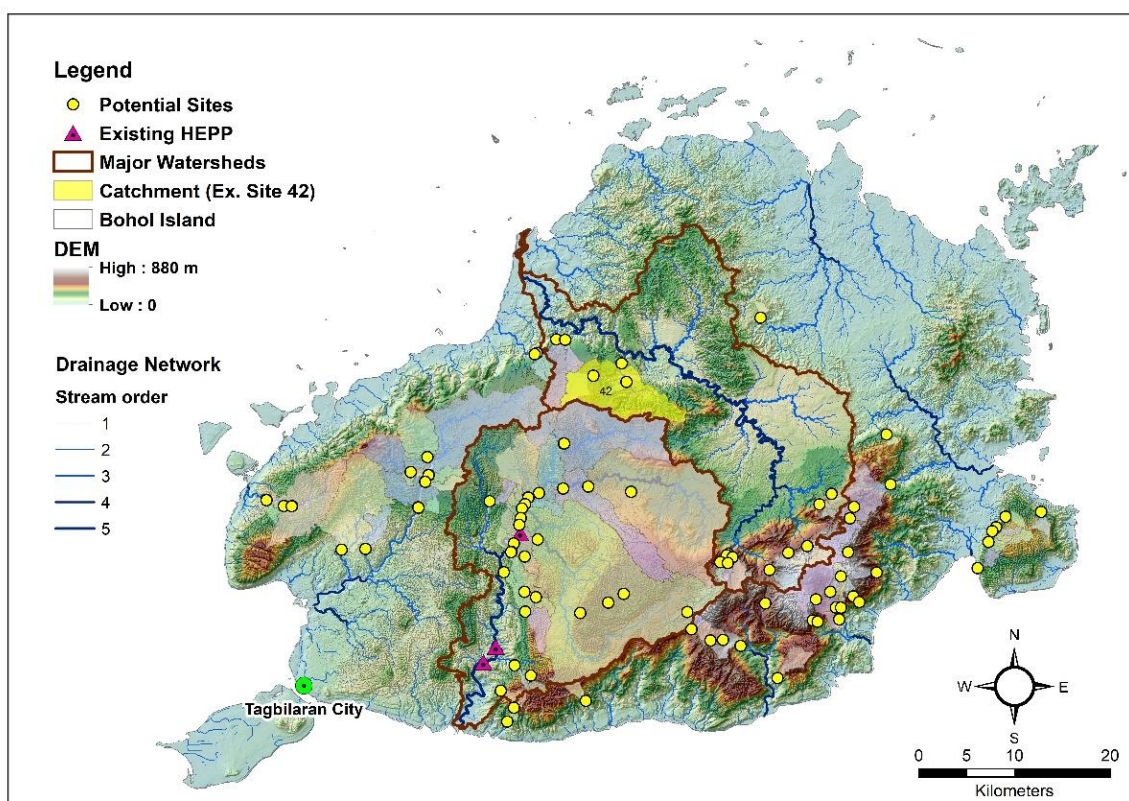 Legend
Potential Sites
Existing HEPP
Major Watersheds
Catchment (Ex. Site 42)
Bohol Island
DEM
High : 880 m
Low : 0
Drainage Network
Stream order
1
2
3
4
5
42
Tagbilaran City
N
W E
S
0 5 10 20
Kilometers